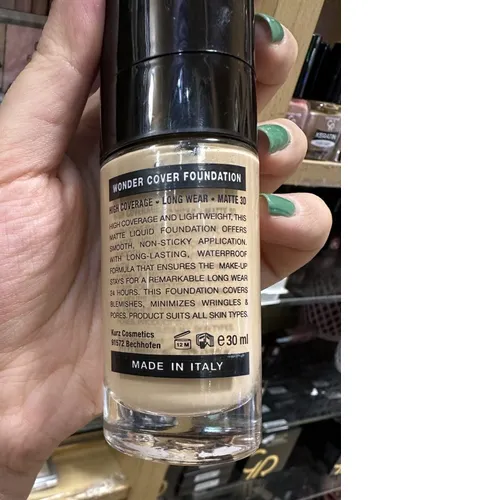 WONDER COVER FOUNDATION
HIGH COVERAGE • LONG WEAR • MATTE 3D
HIGH COVERAGE AND LIGHTWEIGHT, THIS
MATTE LIQUID FOUNDATION OFFERS
SMOOTH, NON-STICKY APPLICATION.
WITH LONG-LASTING, WATERPROOF
FORMULA THAT ENSURES THE MAKE-UP
STAYS FOR A REMARKABLE LONG WEAR
24 HOURS. THIS FOUNDATION COVERS
BLEMISHES, MINIMIZES WRINGLES &
PORES. PRODUCT SUITS ALL SKIN TYPES.
Kurz Cosmetics
91572 Bechhofen
12 M
e 30 ml
MADE IN ITALY